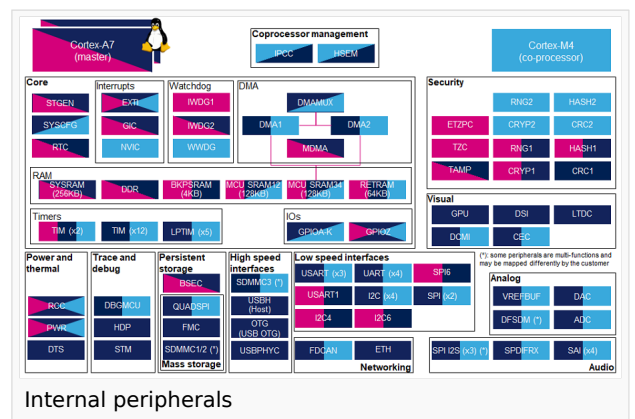 Cortex-A7
(master)
Coprocessor management
IPCC
HSEM
Cortex-M4
(co-processor)
Core
STGEN
SYSCFG
RTC
Interrupts
EXTI
GIC
NVIC
Watchdog
IWDG1
IWDG2
WWDG
DMA
DMAMUX
DMA1
DMA2
MDMA
Security
RNG2
HASH2
ETZPC
CRYP2
CRC2
TZC
RNG1
HASH1
TAMP
CRYP1
CRC1
RAM
SYSRAM
(256KB)
DDR
BKPSRAM
(4KB)
MCU SRAM12
(128KB)
MCU SRAM34
(128KB)
RETRAM
(64KB)
Timers
TIM (x2)
TIM (x12)
LPTIM (x5)
IOs
GPIOA-K
GPIOZ
Visual
GPU
DSI
LTDC
DCMI
CEC
(*): some peripherals are multi-functions and
may be mapped differently by the customer
Power and
thermal
RCC
PWR
DTS
Trace and
debug
DBGMCU
HDP
STM
Persistent
storage
BSEC
QUADSPI
FMC
SDMMC1/2 (*)
Mass storage
High speed
interfaces
SDMMC3 (*)
USBH
(Host)
OTG
(USB OTG)
USBPHYC
Low speed interfaces
USART (x3)
UART (x4)
SPI6
USART1
I2C (x4)
SPI (x2)
I2C4
I2C6
FDCAN
ETH
Networking
Analog
VREFBUF
DAC
DFSDM (*)
ADC
SPI I2S (x3) (*)
SPDIFRX
SAI (x4)
Audio
Internal peripherals